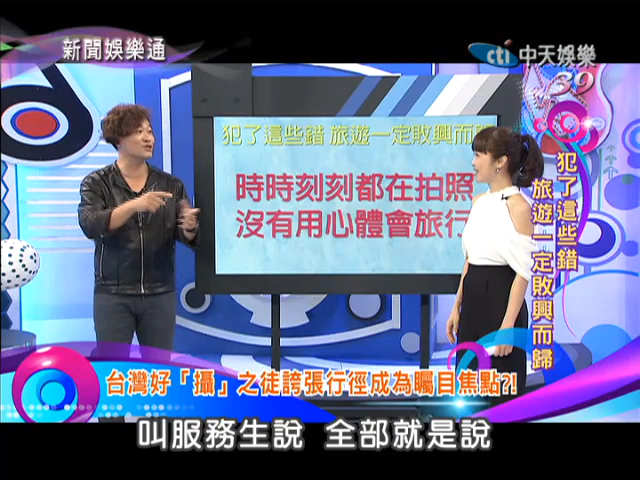 新聞娛樂通
cti 中天娛樂
39
犯了這些錯 旅遊一定敗興而
時時刻刻都在拍照
沒有用心體會旅行
犯了這些錯
旅遊一定敗興而歸
台灣好「攝」之徒誇張行徑成為矚目焦點?!
叫服務生說 全部就是說